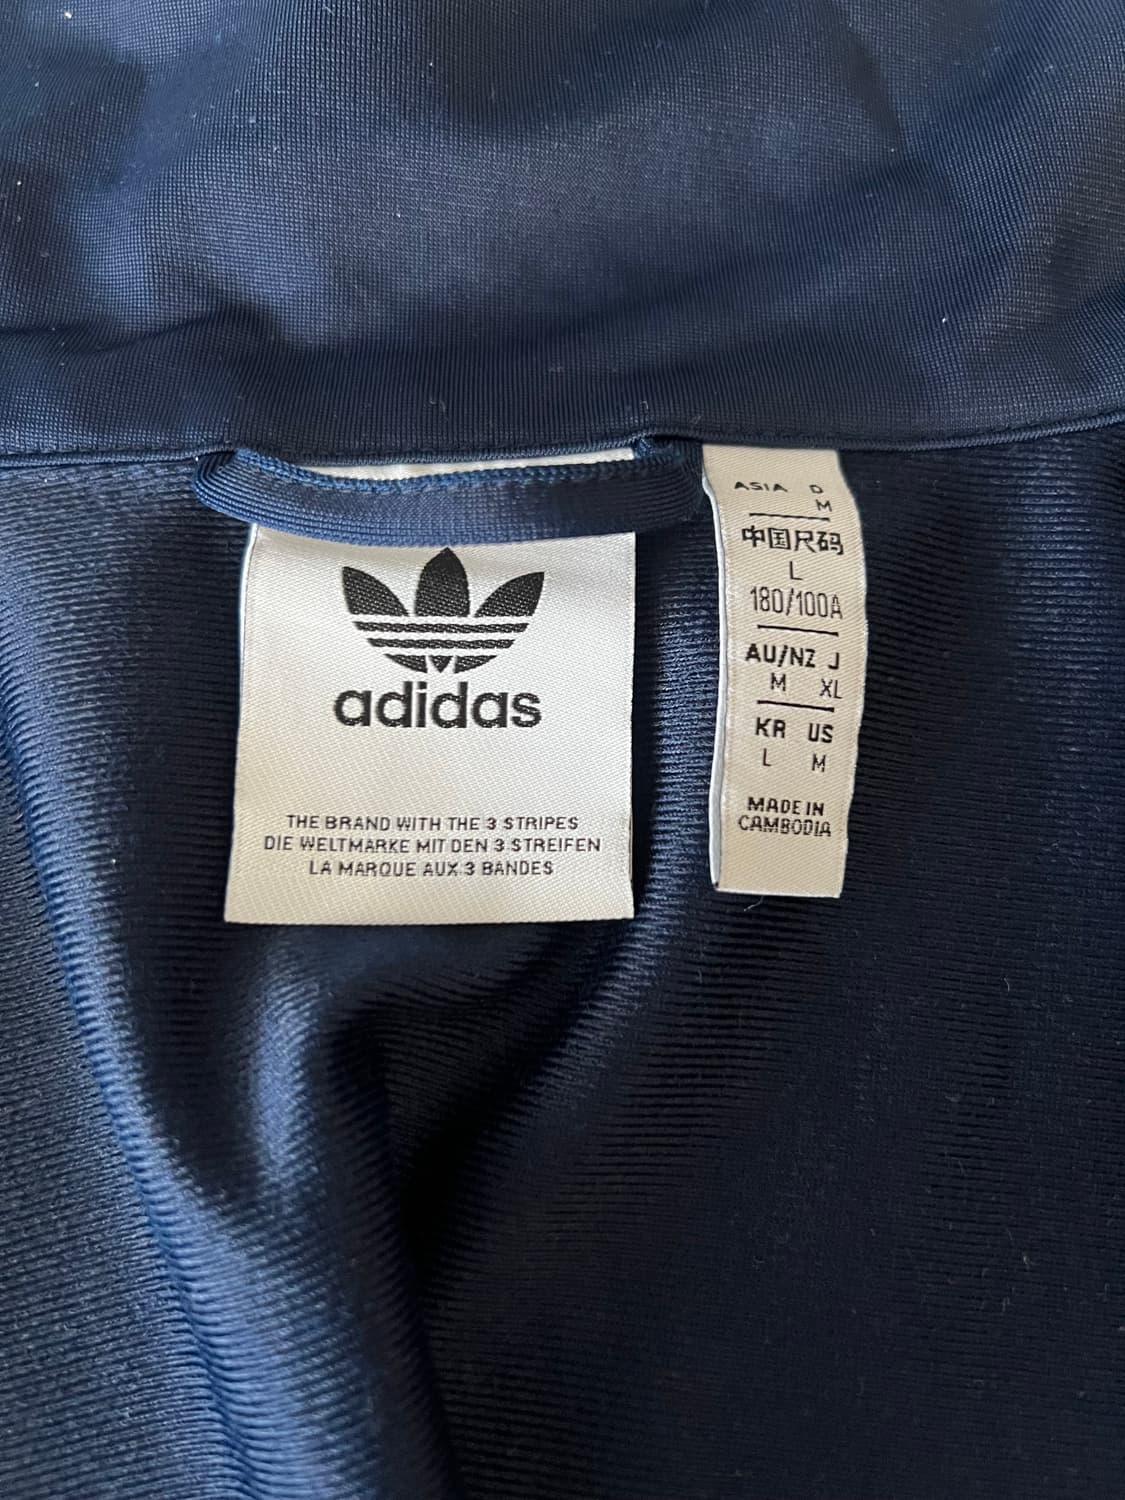 adidas
THE BRAND WITH THE 3 STRIPES
DIE WELTMARKE MIT DEN 3 STREIFEN
LA MARQUE AUX 3 BANDES
ASIA D
M
中国尺码
L
180/100A
AU/NZ J
M XL
KR US
L M
MADE IN
CAMBODIA